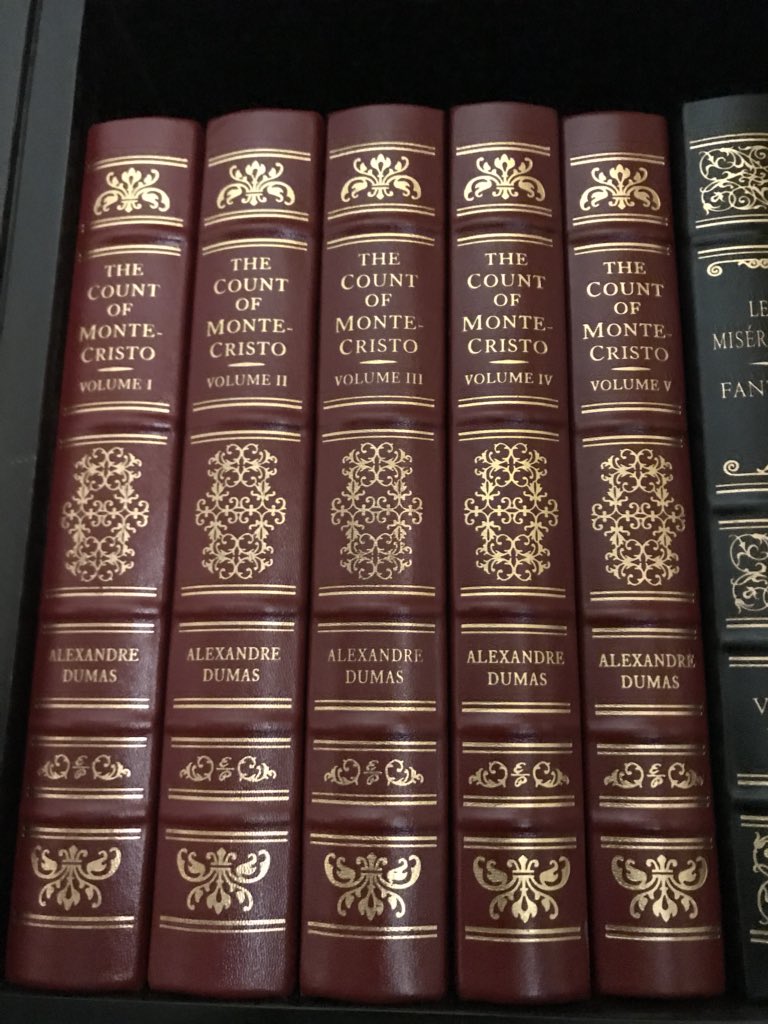 THE
COUNT
OF
MONTE-
CRISTO
VOLUME I
ALEXANDRE
DUMAS
THE
COUNT
OF
MONTE-
CRISTO
VOLUME II
ALEXANDRE
DUMAS
THE
COUNT
OF
MONTE-
CRISTO
VOLUME III
ALEXANDRE
DUMAS
THE
COUNT
OF
MONTE-
CRISTO
VOLUME IV
ALEXANDRE
DUMAS
THE
COUNT
OF
MONTE-
CRISTO
VOLUME V
ALEXANDRE
DUMAS